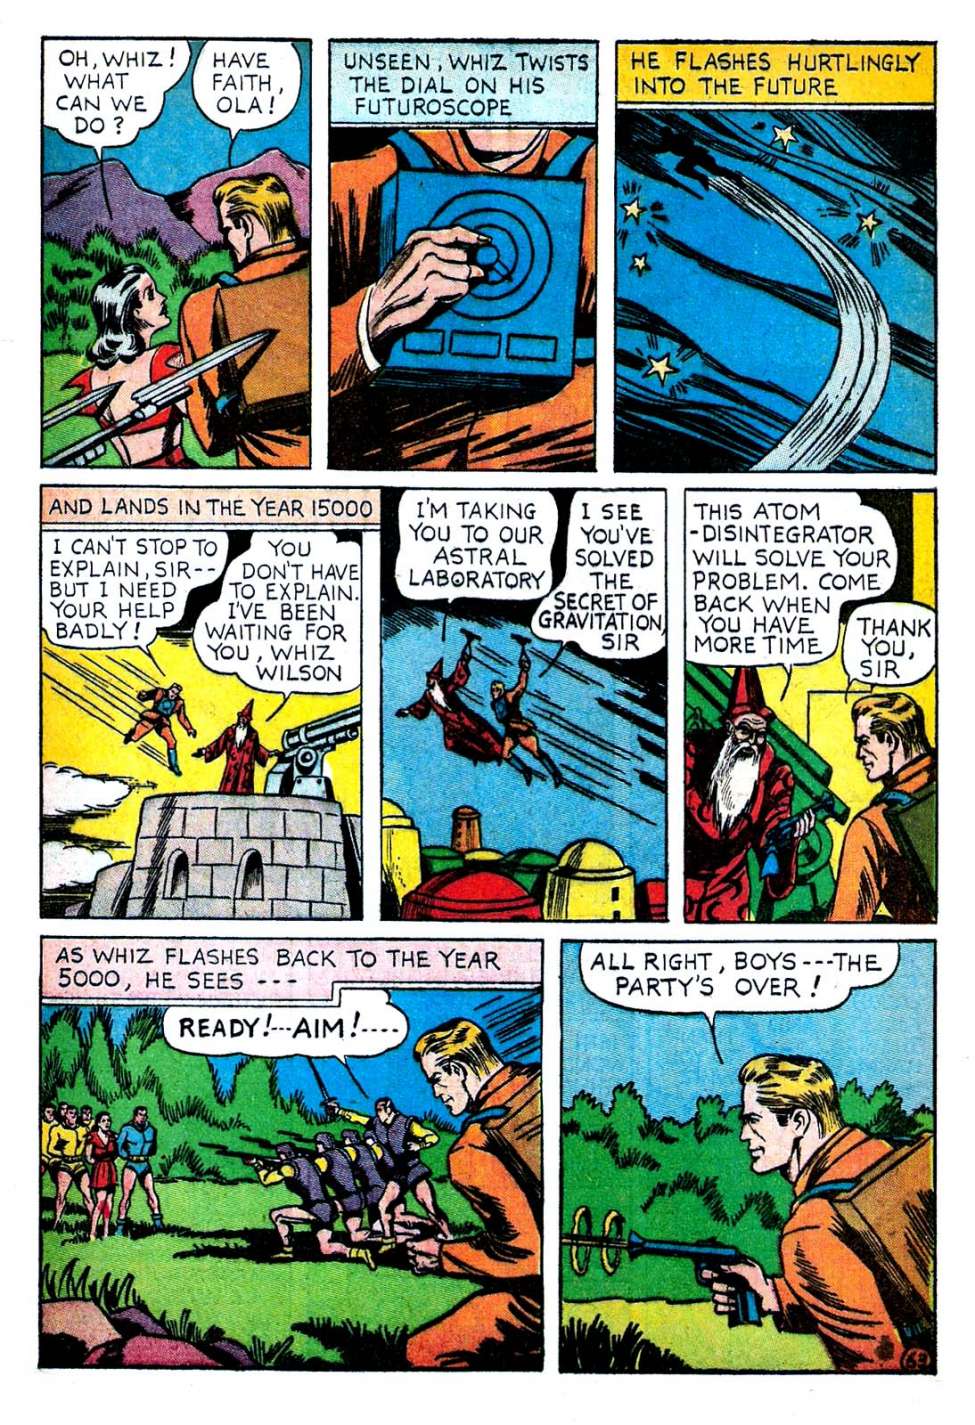 OH, WHIZ!
WHAT
CAN WE
DO?
HAVE
FAITH,
OLA!
UNSEEN, WHIZ TWISTS
THE DIAL ON HIS
FUTUROSCOPE
HE FLASHES HURTLINGLY
INTO THE FUTURE
AND LANDS IN THE YEAR 15000
I CAN'T STOP TO
EXPLAIN, SIR--
BUT I NEED
YOUR HELP
BADLY!
YOU
DON'T HAVE
TO EXPLAIN.
I'VE BEEN
WAITING FOR
YOU, WHIZ
WILSON
I'M TAKING
YOU TO OUR
ASTRAL
LABORATORY
I SEE
YOU'VE
SOLVED
THE
SECRET OF
GRAVITATION,
SIR
THIS ATOM
-DISINTEGRATOR
WILL SOLVE YOUR
PROBLEM. COME
BACK WHEN
YOU HAVE
MORE TIME
THANK
YOU,
SIR
AS WHIZ FLASHES BACK TO THE YEAR
5000, HE SEES ---
READY!---AIM!----
ALL RIGHT, BOYS---THE
PARTY'S OVER!
63